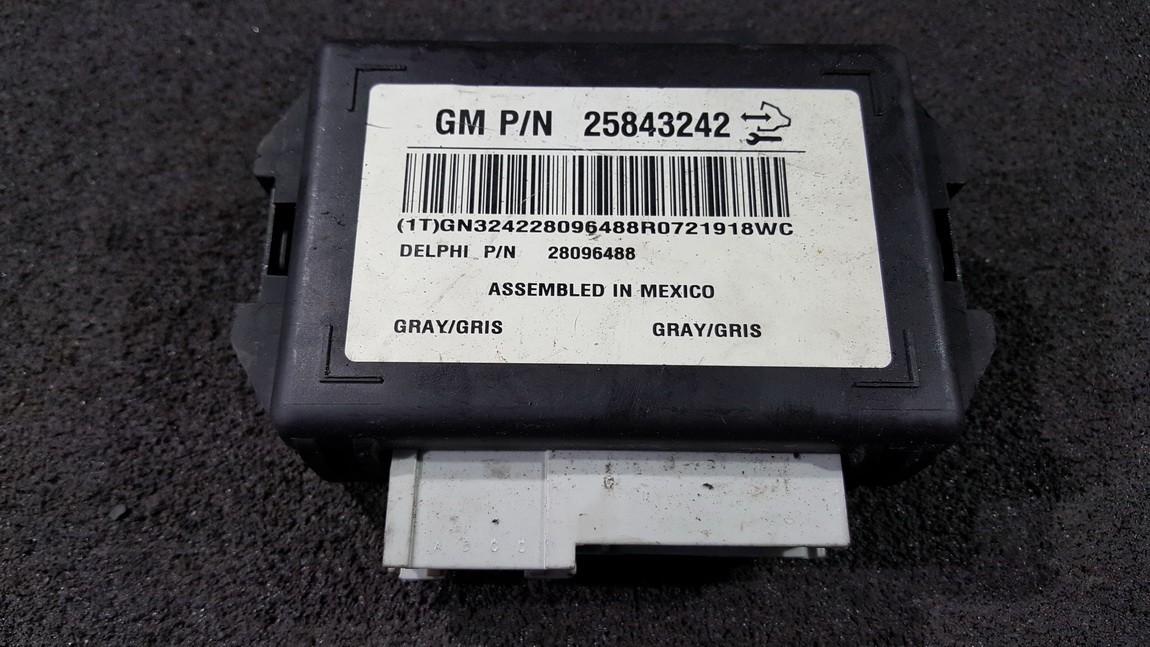 GM P/N 25843242
(1T)GN324228096488R0721918WC
DELPHI P/N 28096488
ASSEMBLED IN MEXICO
GRAY/GRIS GRAY/GRIS